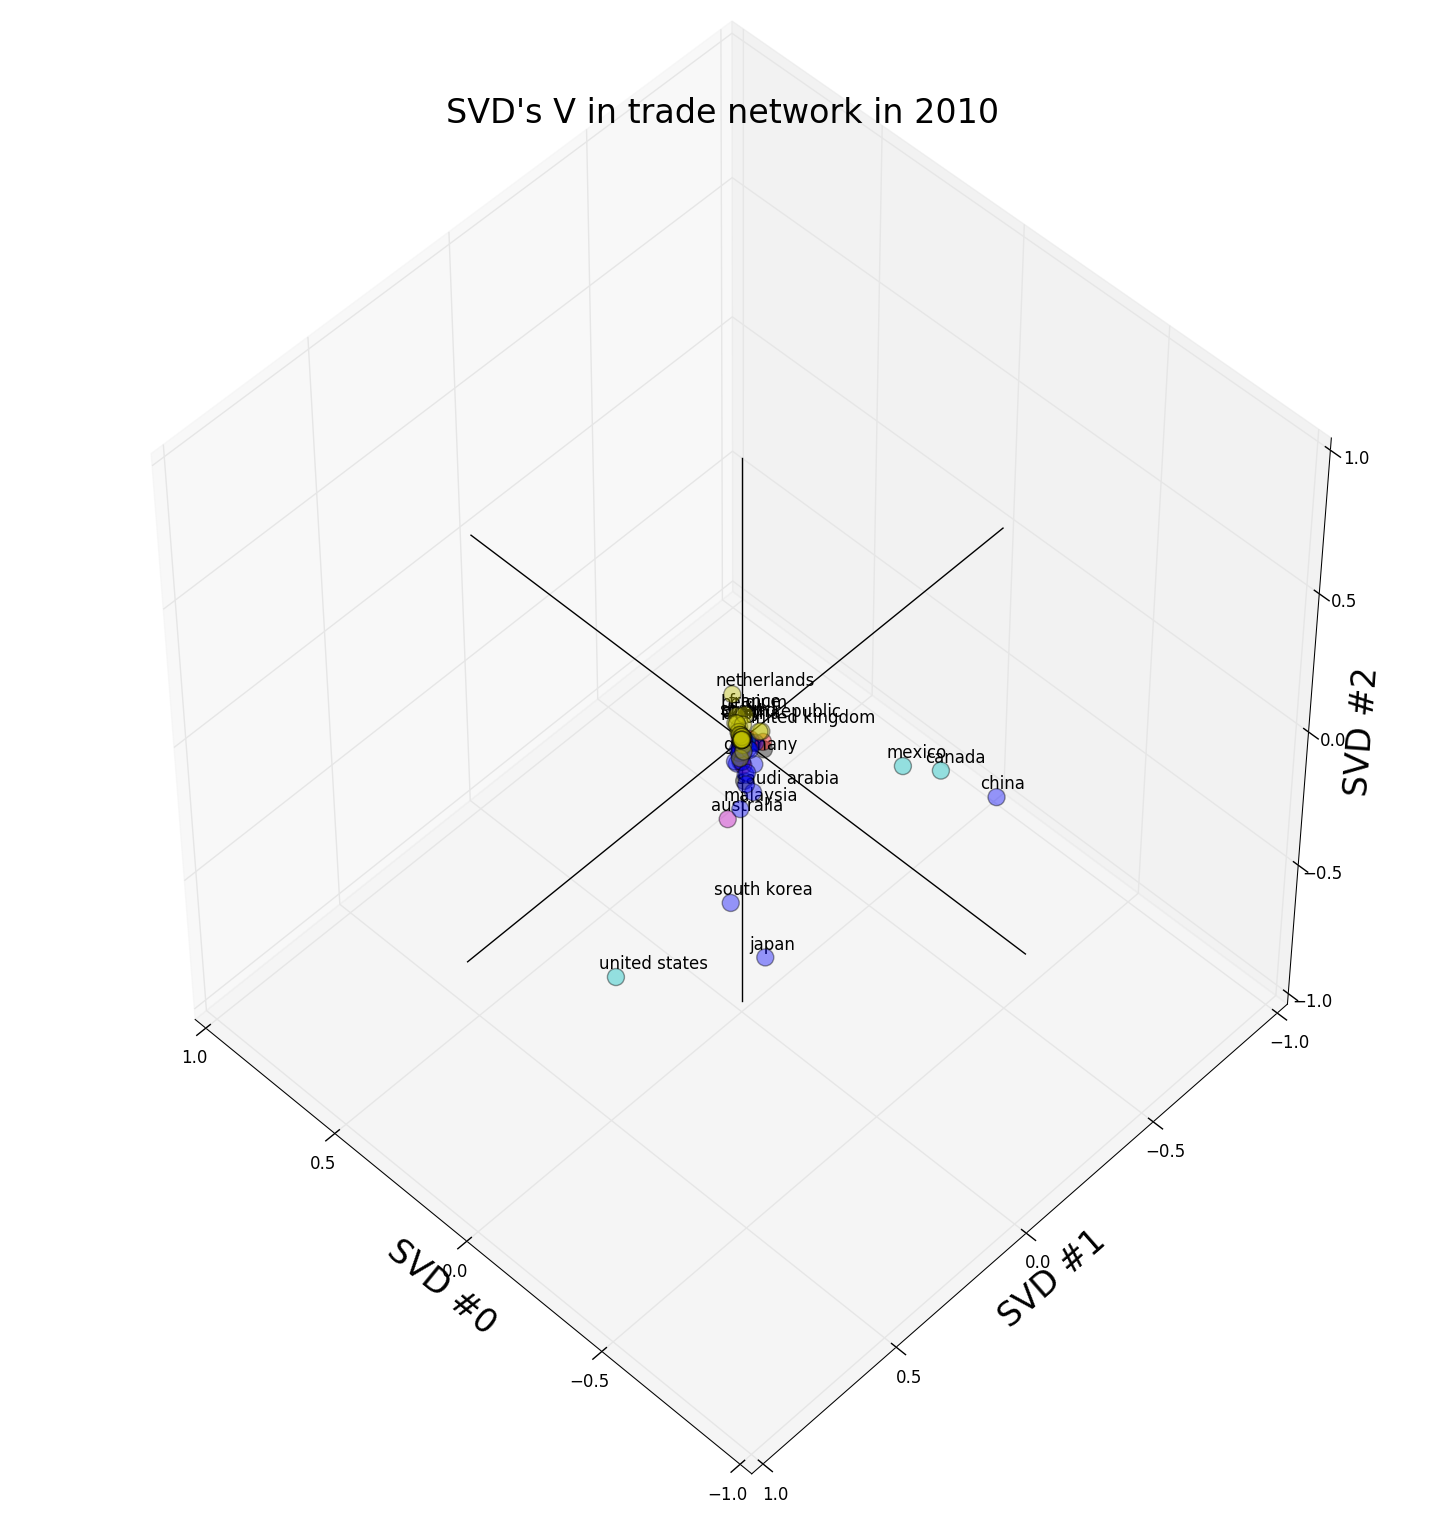 SVD's V in trade network in 2010
1.0
0.5
0.0
−0.5
−1.0
SVD #2
netherlands
france
united kingdom
germany
mexico
canada
china
saudi arabia
malaysia
australia
south korea
japan
united states
1.0
0.5
0.0
−0.5
−1.0
SVD #0
−1.0
−0.5
0.0
0.5
1.0
SVD #1